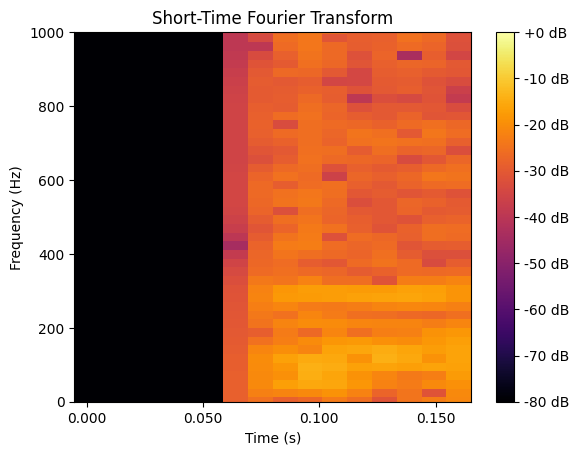 Short-Time Fourier Transform
Frequency (Hz)
1000
800
600
400
200
0
0.000
0.050
0.100
0.150
Time (s)
+0 dB
-10 dB
-20 dB
-30 dB
-40 dB
-50 dB
-60 dB
-70 dB
-80 dB